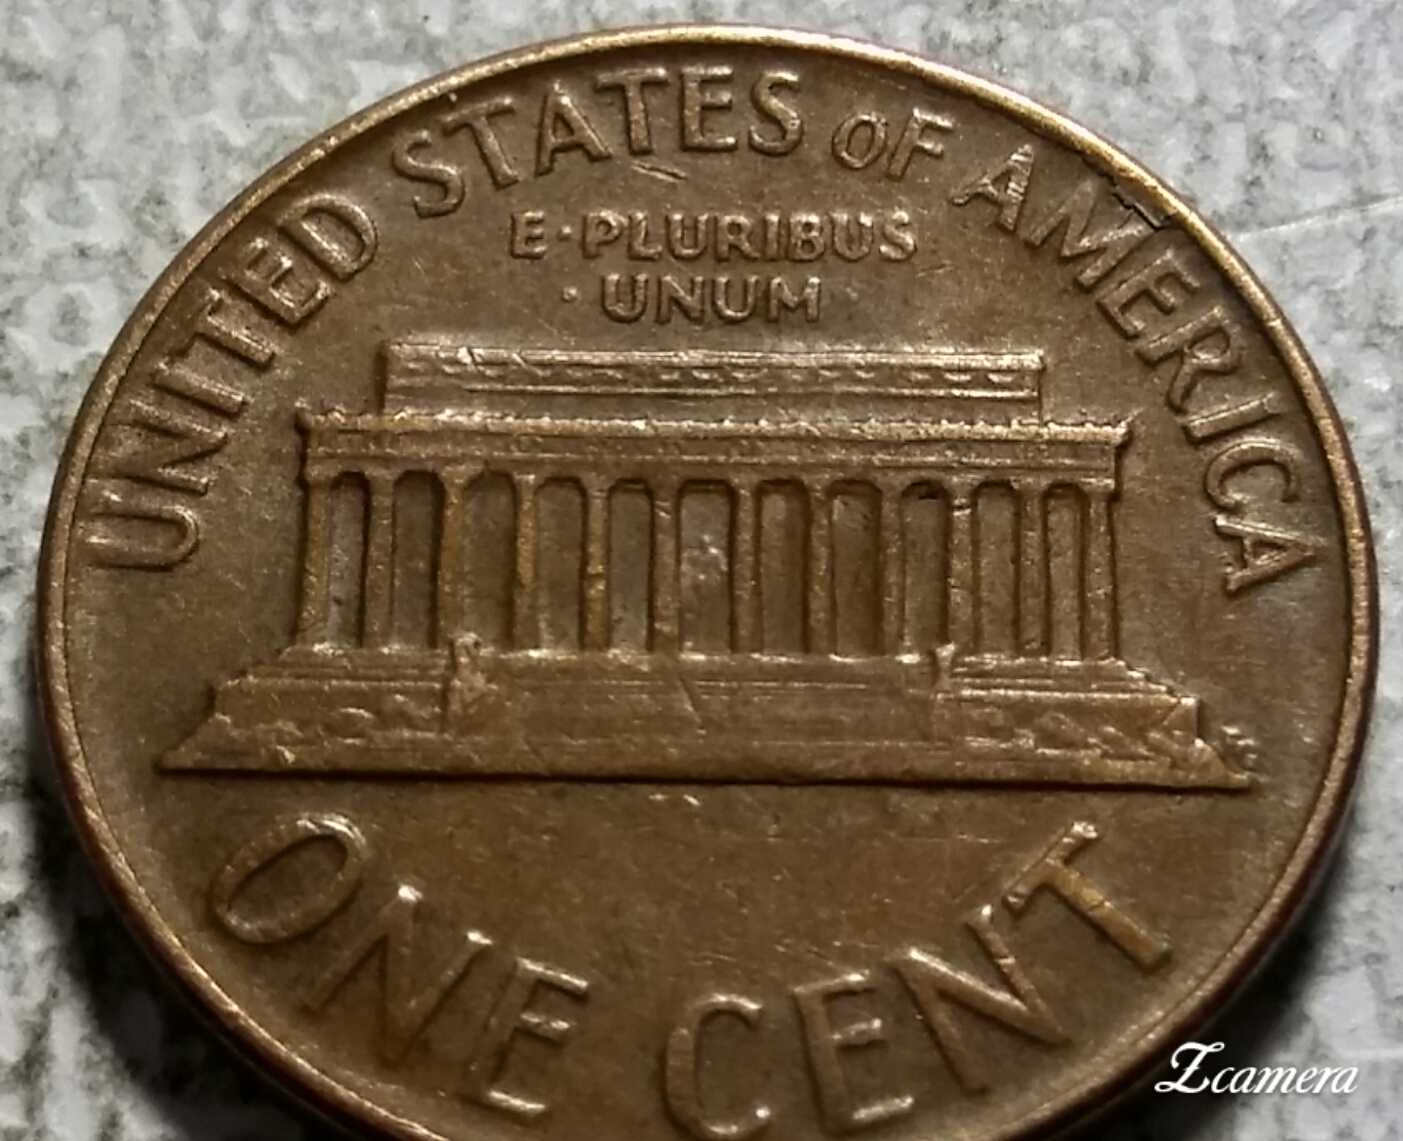 UNITED STATES OF AMERICA
E·PLURIBUS
·UNUM·
ONE CENT
Zcamera